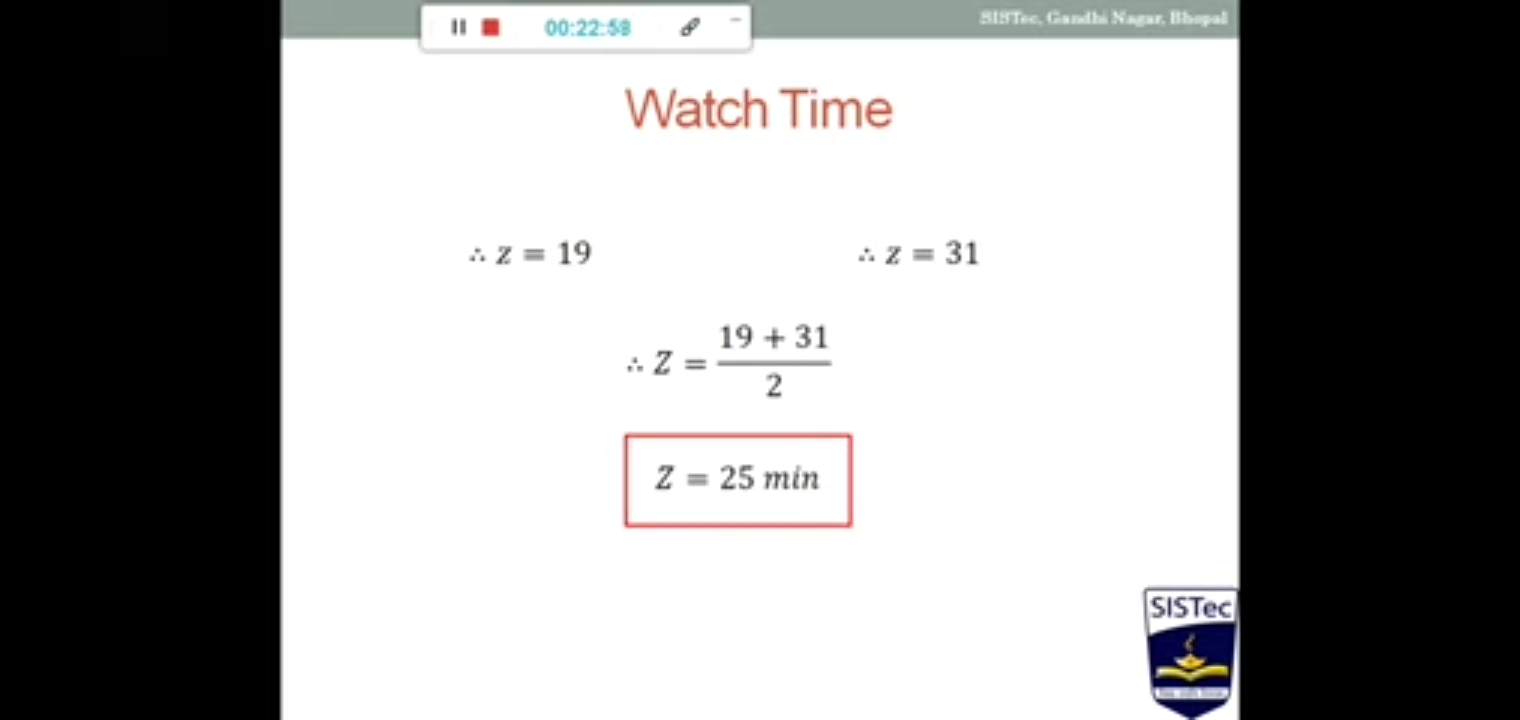 00:22:58
SISTec, Gandhi Nagar, Bhopal
Watch Time
∴ z = 19
∴ z = 31
∴ Z = (19 + 31) / 2
Z = 25 min
SISTec